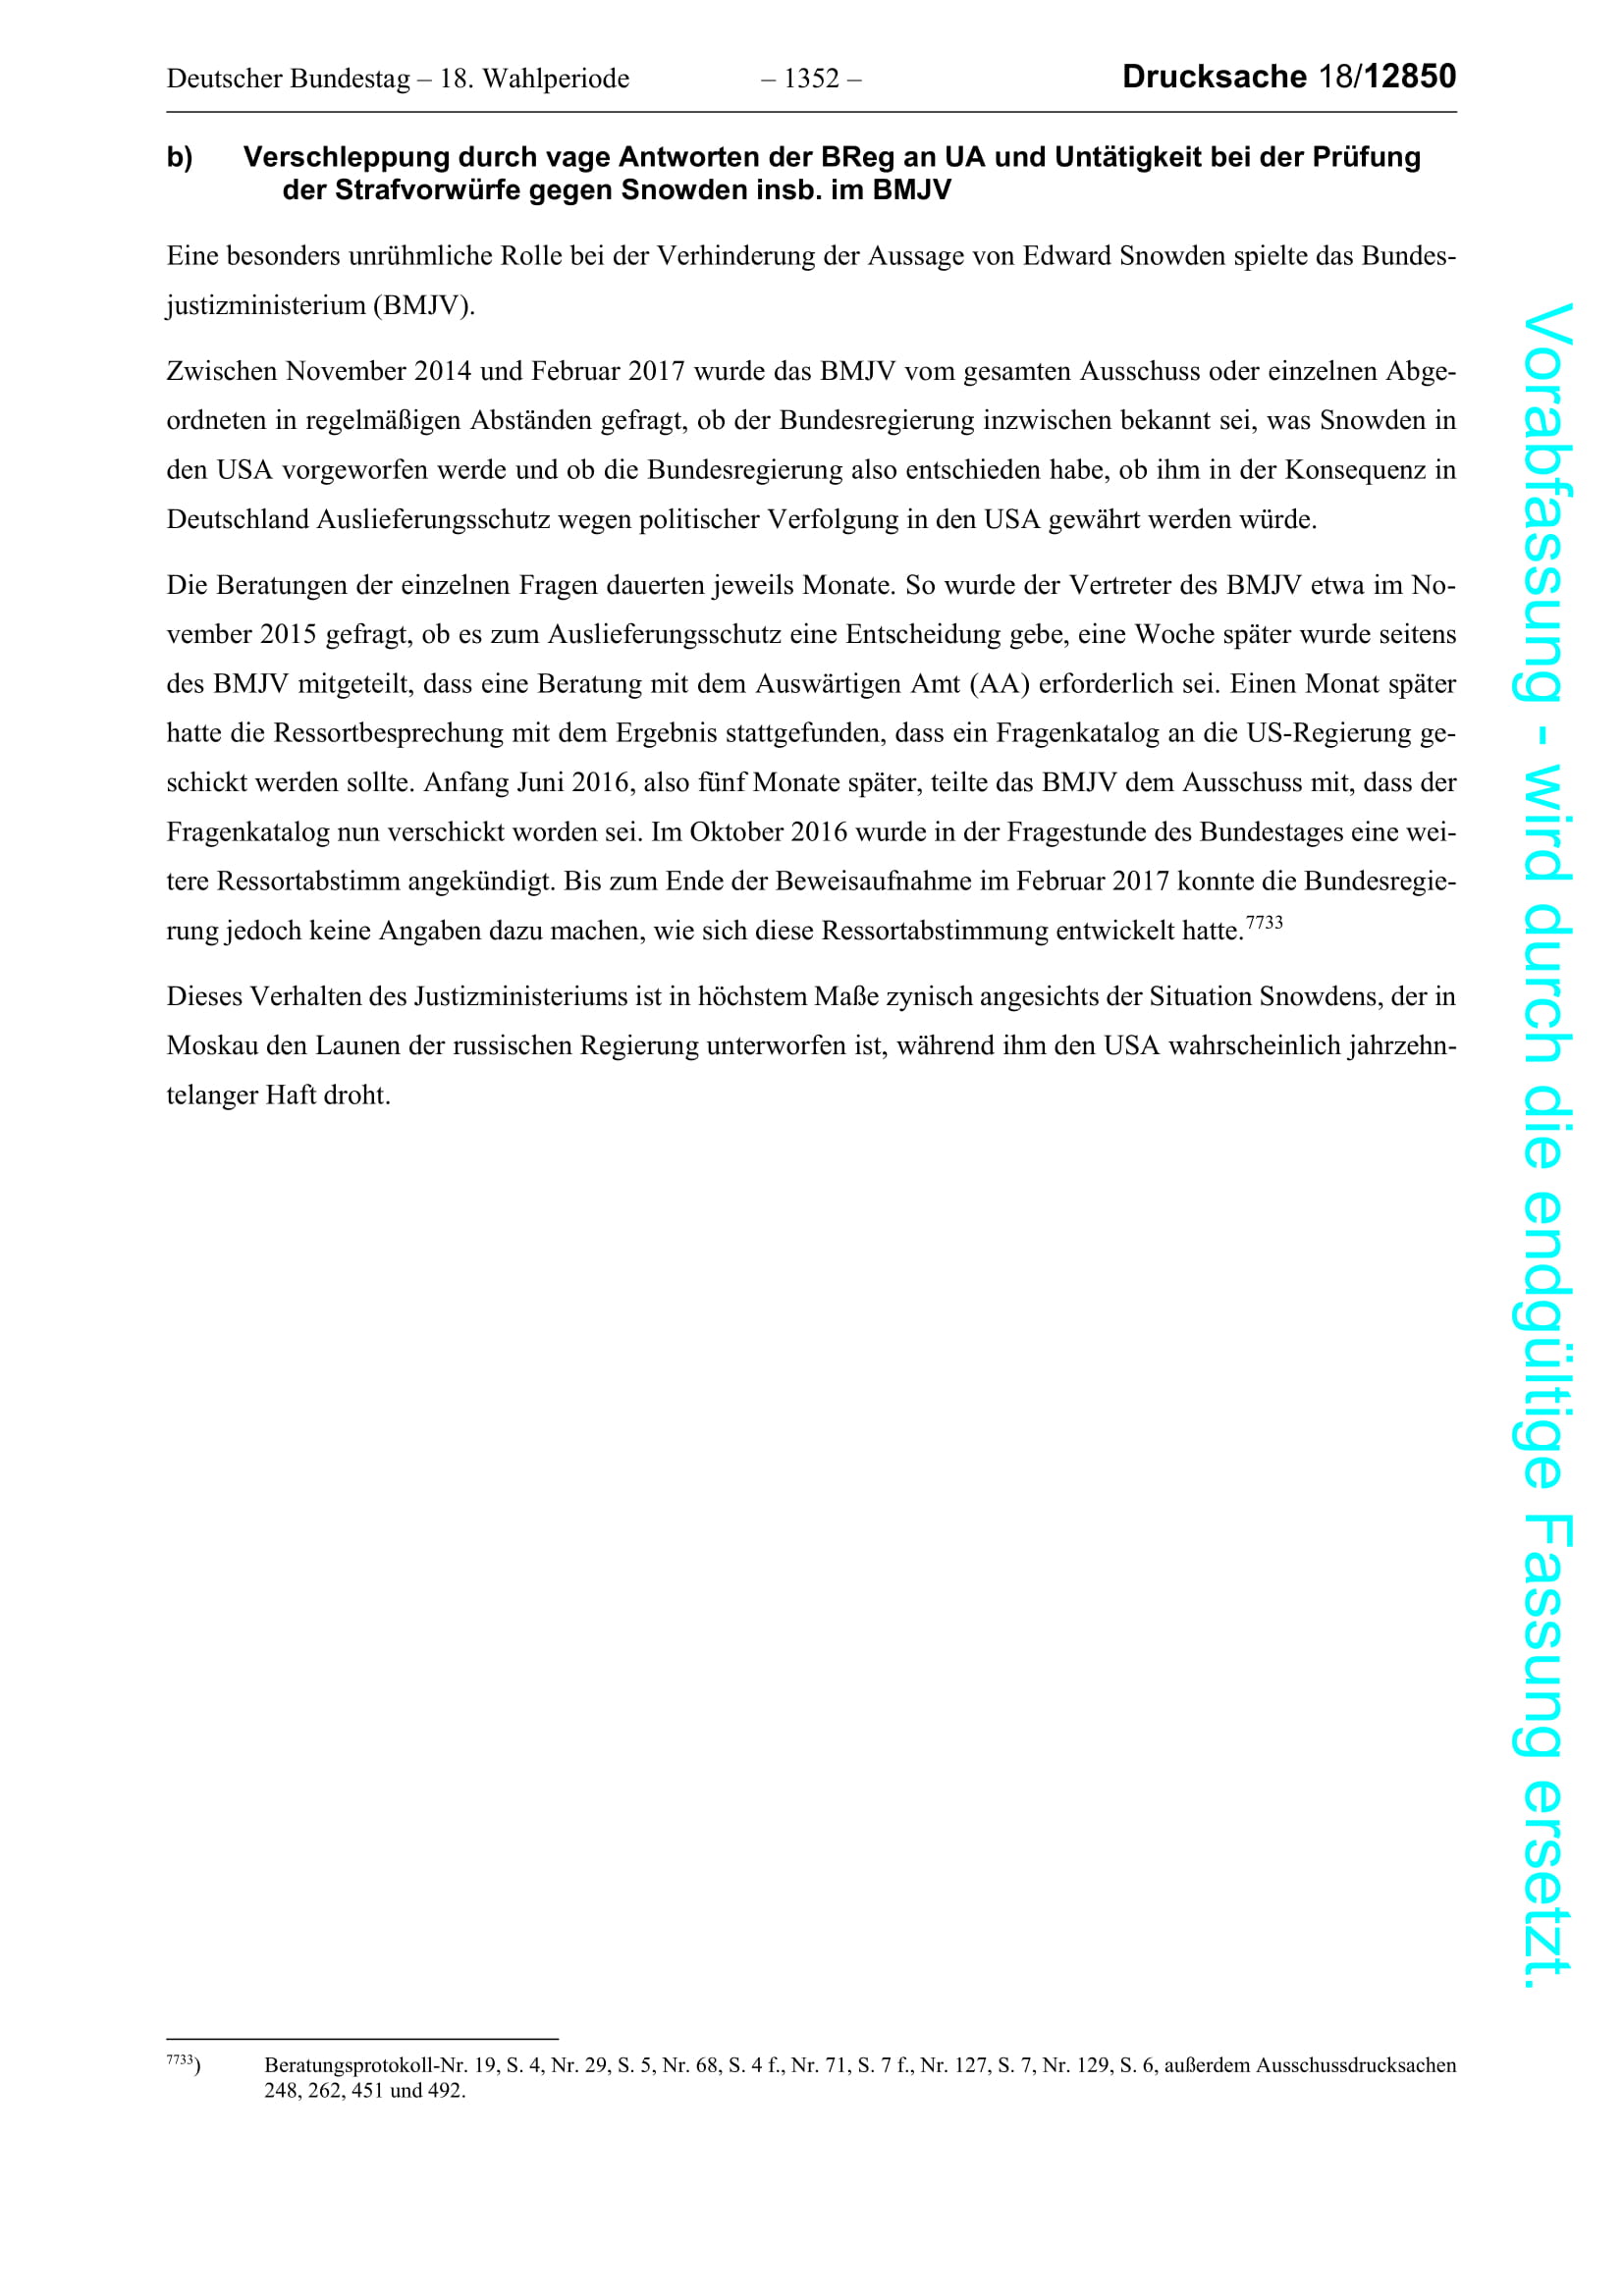 Deutscher Bundestag – 18. Wahlperiode – 1352 – Drucksache 18/12850
b) Verschleppung durch vage Antworten der BReg an UA und Untätigkeit bei der Prüfung
der Strafvorwürfe gegen Snowden insb. im BMJV
Eine besonders unrühmliche Rolle bei der Verhinderung der Aussage von Edward Snowden spielte das Bundes-
justizministerium (BMJV).
Zwischen November 2014 und Februar 2017 wurde das BMJV vom gesamten Ausschuss oder einzelnen Abge-
ordneten in regelmäßigen Abständen gefragt, ob der Bundesregierung inzwischen bekannt sei, was Snowden in
den USA vorgeworfen werde und ob die Bundesregierung also entschieden habe, ob ihm in der Konsequenz in
Deutschland Auslieferungsschutz wegen politischer Verfolgung in den USA gewährt werden würde.
Die Beratungen der einzelnen Fragen dauerten jeweils Monate. So wurde der Vertreter des BMJV etwa im No-
vember 2015 gefragt, ob es zum Auslieferungsschutz eine Entscheidung gebe, eine Woche später wurde seitens
des BMJV mitgeteilt, dass eine Beratung mit dem Auswärtigen Amt (AA) erforderlich sei. Einen Monat später
hatte die Ressortbesprechung mit dem Ergebnis stattgefunden, dass ein Fragenkatalog an die US-Regierung ge-
schickt werden sollte. Anfang Juni 2016, also fünf Monate später, teilte das BMJV dem Ausschuss mit, dass der
Fragenkatalog nun verschickt worden sei. Im Oktober 2016 wurde in der Fragestunde des Bundestages eine wei-
tere Ressortabstimm angekündigt. Bis zum Ende der Beweisaufnahme im Februar 2017 konnte die Bundesregie-
rung jedoch keine Angaben dazu machen, wie sich diese Ressortabstimmung entwickelt hatte.7733
Dieses Verhalten des Justizministeriums ist in höchstem Maße zynisch angesichts der Situation Snowdens, der in
Moskau den Launen der russischen Regierung unterworfen ist, während ihm den USA wahrscheinlich jahrzehn-
telanger Haft droht.
7733) Beratungsprotokoll-Nr. 19, S. 4, Nr. 29, S. 5, Nr. 68, S. 4 f., Nr. 71, S. 7 f., Nr. 127, S. 7, Nr. 129, S. 6, außerdem Ausschussdrucksachen
248, 262, 451 und 492.
Vorabfassung - wird durch die endgültige Fassung ersetzt.